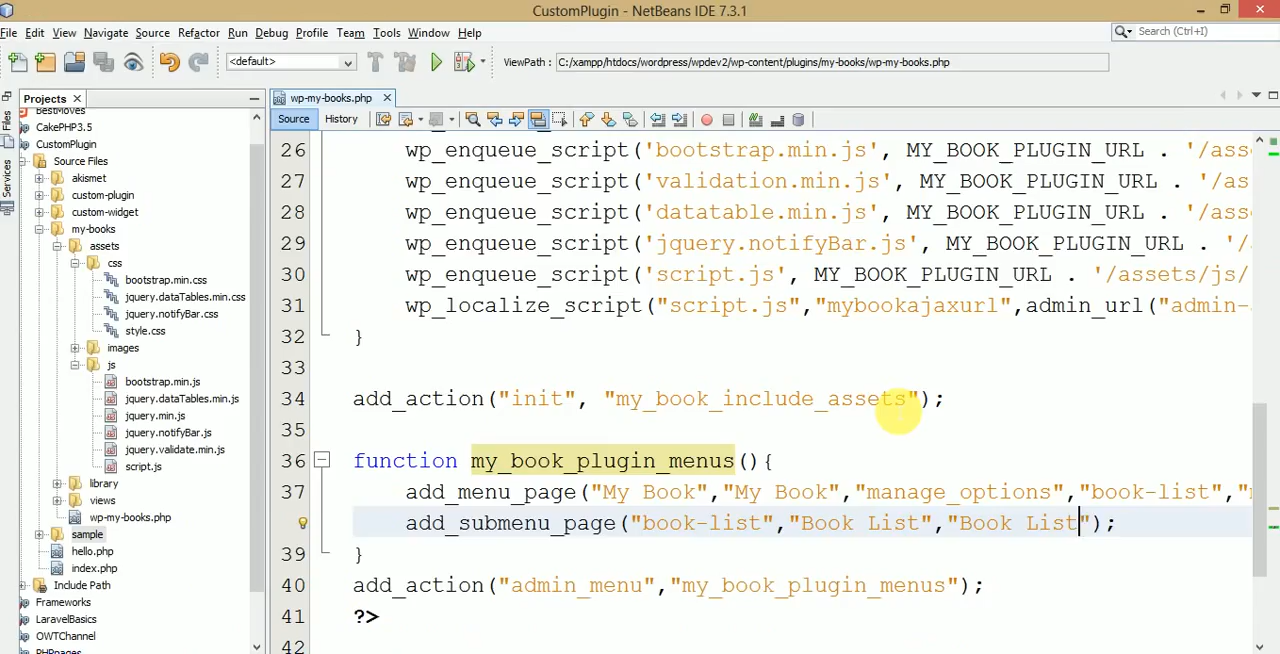 CustomPlugin - NetBeans IDE 7.3.1
File Edit View Navigate Source Refactor Run Debug Profile Team Tools Window Help
Search (Ctrl+I)
<default>
ViewPath : C:/xampp/htdocs/wordpress/wpdev2/wp-content/plugins/my-books/wp-my-books.php
Projects
wp-my-books.php
Files
Services
Source History
BestMoves
CakePHP3.5
CustomPlugin
Source Files
akismet
custom-plugin
custom-widget
my-books
assets
css
bootstrap.min.css
jquery.dataTables.min.css
jquery.notifyBar.css
style.css
images
js
bootstrap.min.js
jquery.dataTables.min.js
jquery.min.js
jquery.notifyBar.js
jquery.validate.min.js
script.js
library
views
wp-my-books.php
sample
hello.php
index.php
Include Path
Frameworks
LaravelBasics
OWTChannel
PHPpages
26 wp_enqueue_script('bootstrap.min.js', MY_BOOK_PLUGIN_URL . '/ass
27 wp_enqueue_script('validation.min.js', MY_BOOK_PLUGIN_URL . '/as
28 wp_enqueue_script('datatable.min.js', MY_BOOK_PLUGIN_URL . '/ass
29 wp_enqueue_script('jquery.notifyBar.js', MY_BOOK_PLUGIN_URL . '/
30 wp_enqueue_script('script.js', MY_BOOK_PLUGIN_URL . '/assets/js/
31 wp_localize_script("script.js","mybookajaxurl",admin_url("admin-
32 }
33
34 add_action("init", "my_book_include_assets");
35
36 function my_book_plugin_menus(){
37 add_menu_page("My Book","My Book","manage_options","book-list","
add_submenu_page("book-list","Book List","Book List");
39 }
40 add_action("admin_menu","my_book_plugin_menus");
41 ?>
42